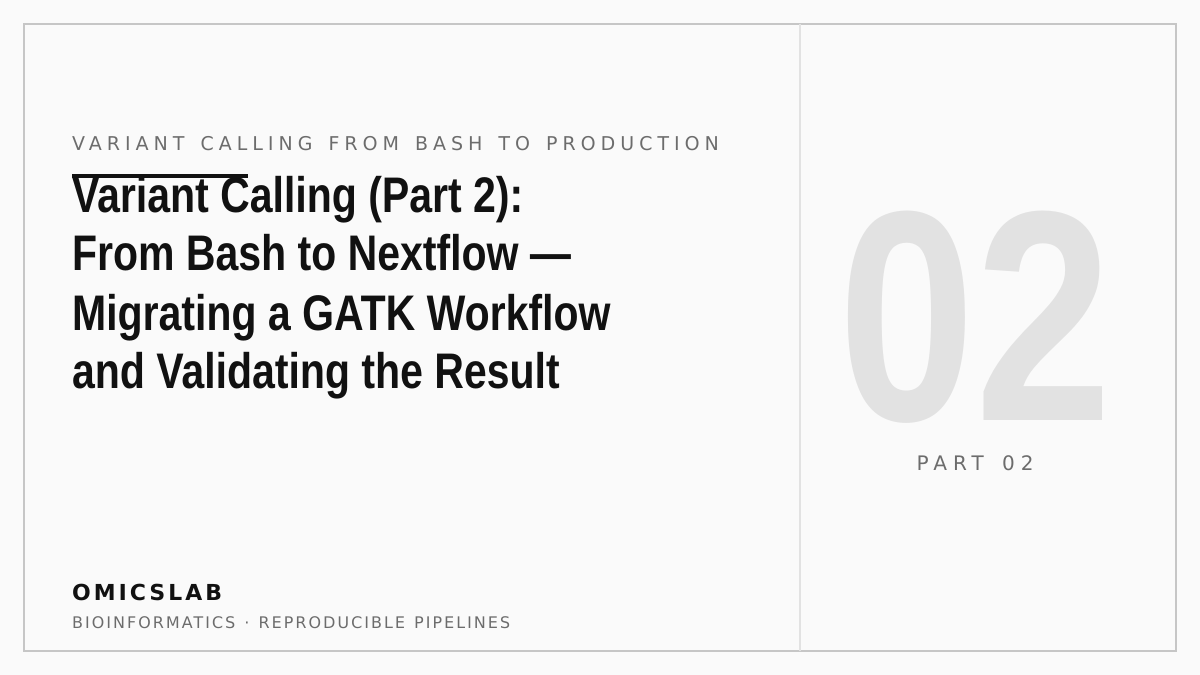 VARIANT CALLING FROM BASH TO PRODUCTION
Variant Calling (Part 2):
From Bash to Nextflow —
Migrating a GATK Workflow
and Validating the Result
02
PART 02
OMICSLAB
BIOINFORMATICS · REPRODUCIBLE PIPELINES